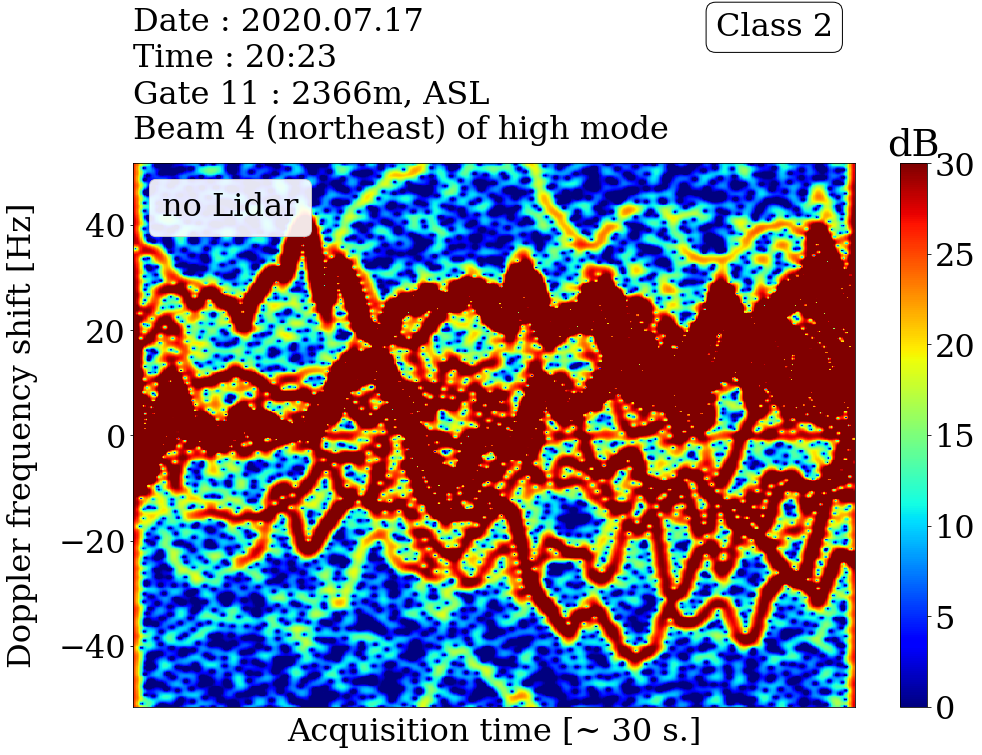 Date : 2020.07.17
Time : 20:23
Gate 11 : 2366m, ASL
Beam 4 (northeast) of high mode
Class 2
dB
no Lidar
Doppler frequency shift [Hz]
40
20
0
−20
−40
Acquisition time [~ 30 s.]
30
25
20
15
10
5
0